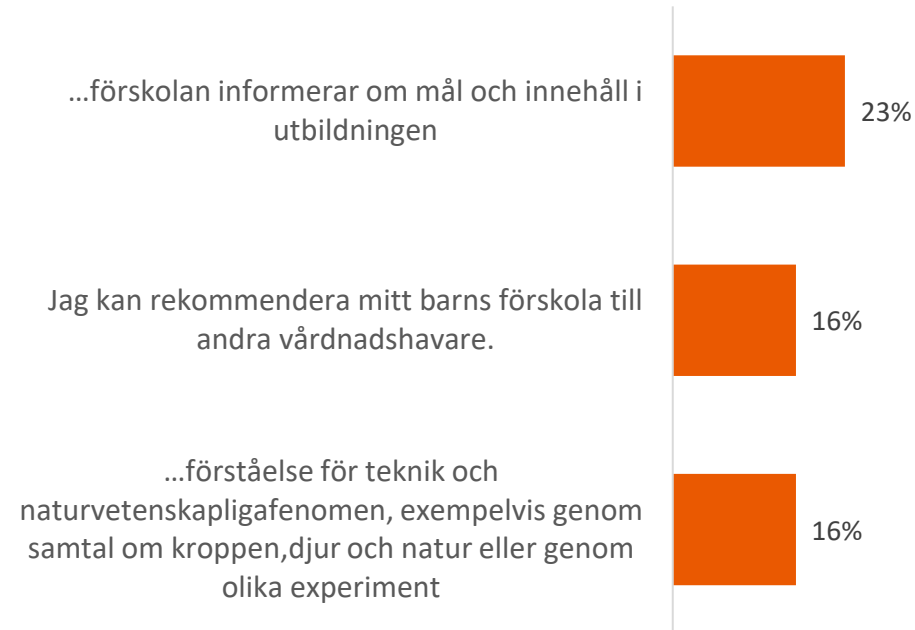 ...förskolan informerar om mål och innehåll i
utbildningen
23%
Jag kan rekommendera mitt barns förskola till
andra vårdnadshavare.
16%
...förståelse för teknik och
naturvetenskapligafenomen, exempelvis genom
samtal om kroppen,djur och natur eller genom
olika experiment
16%